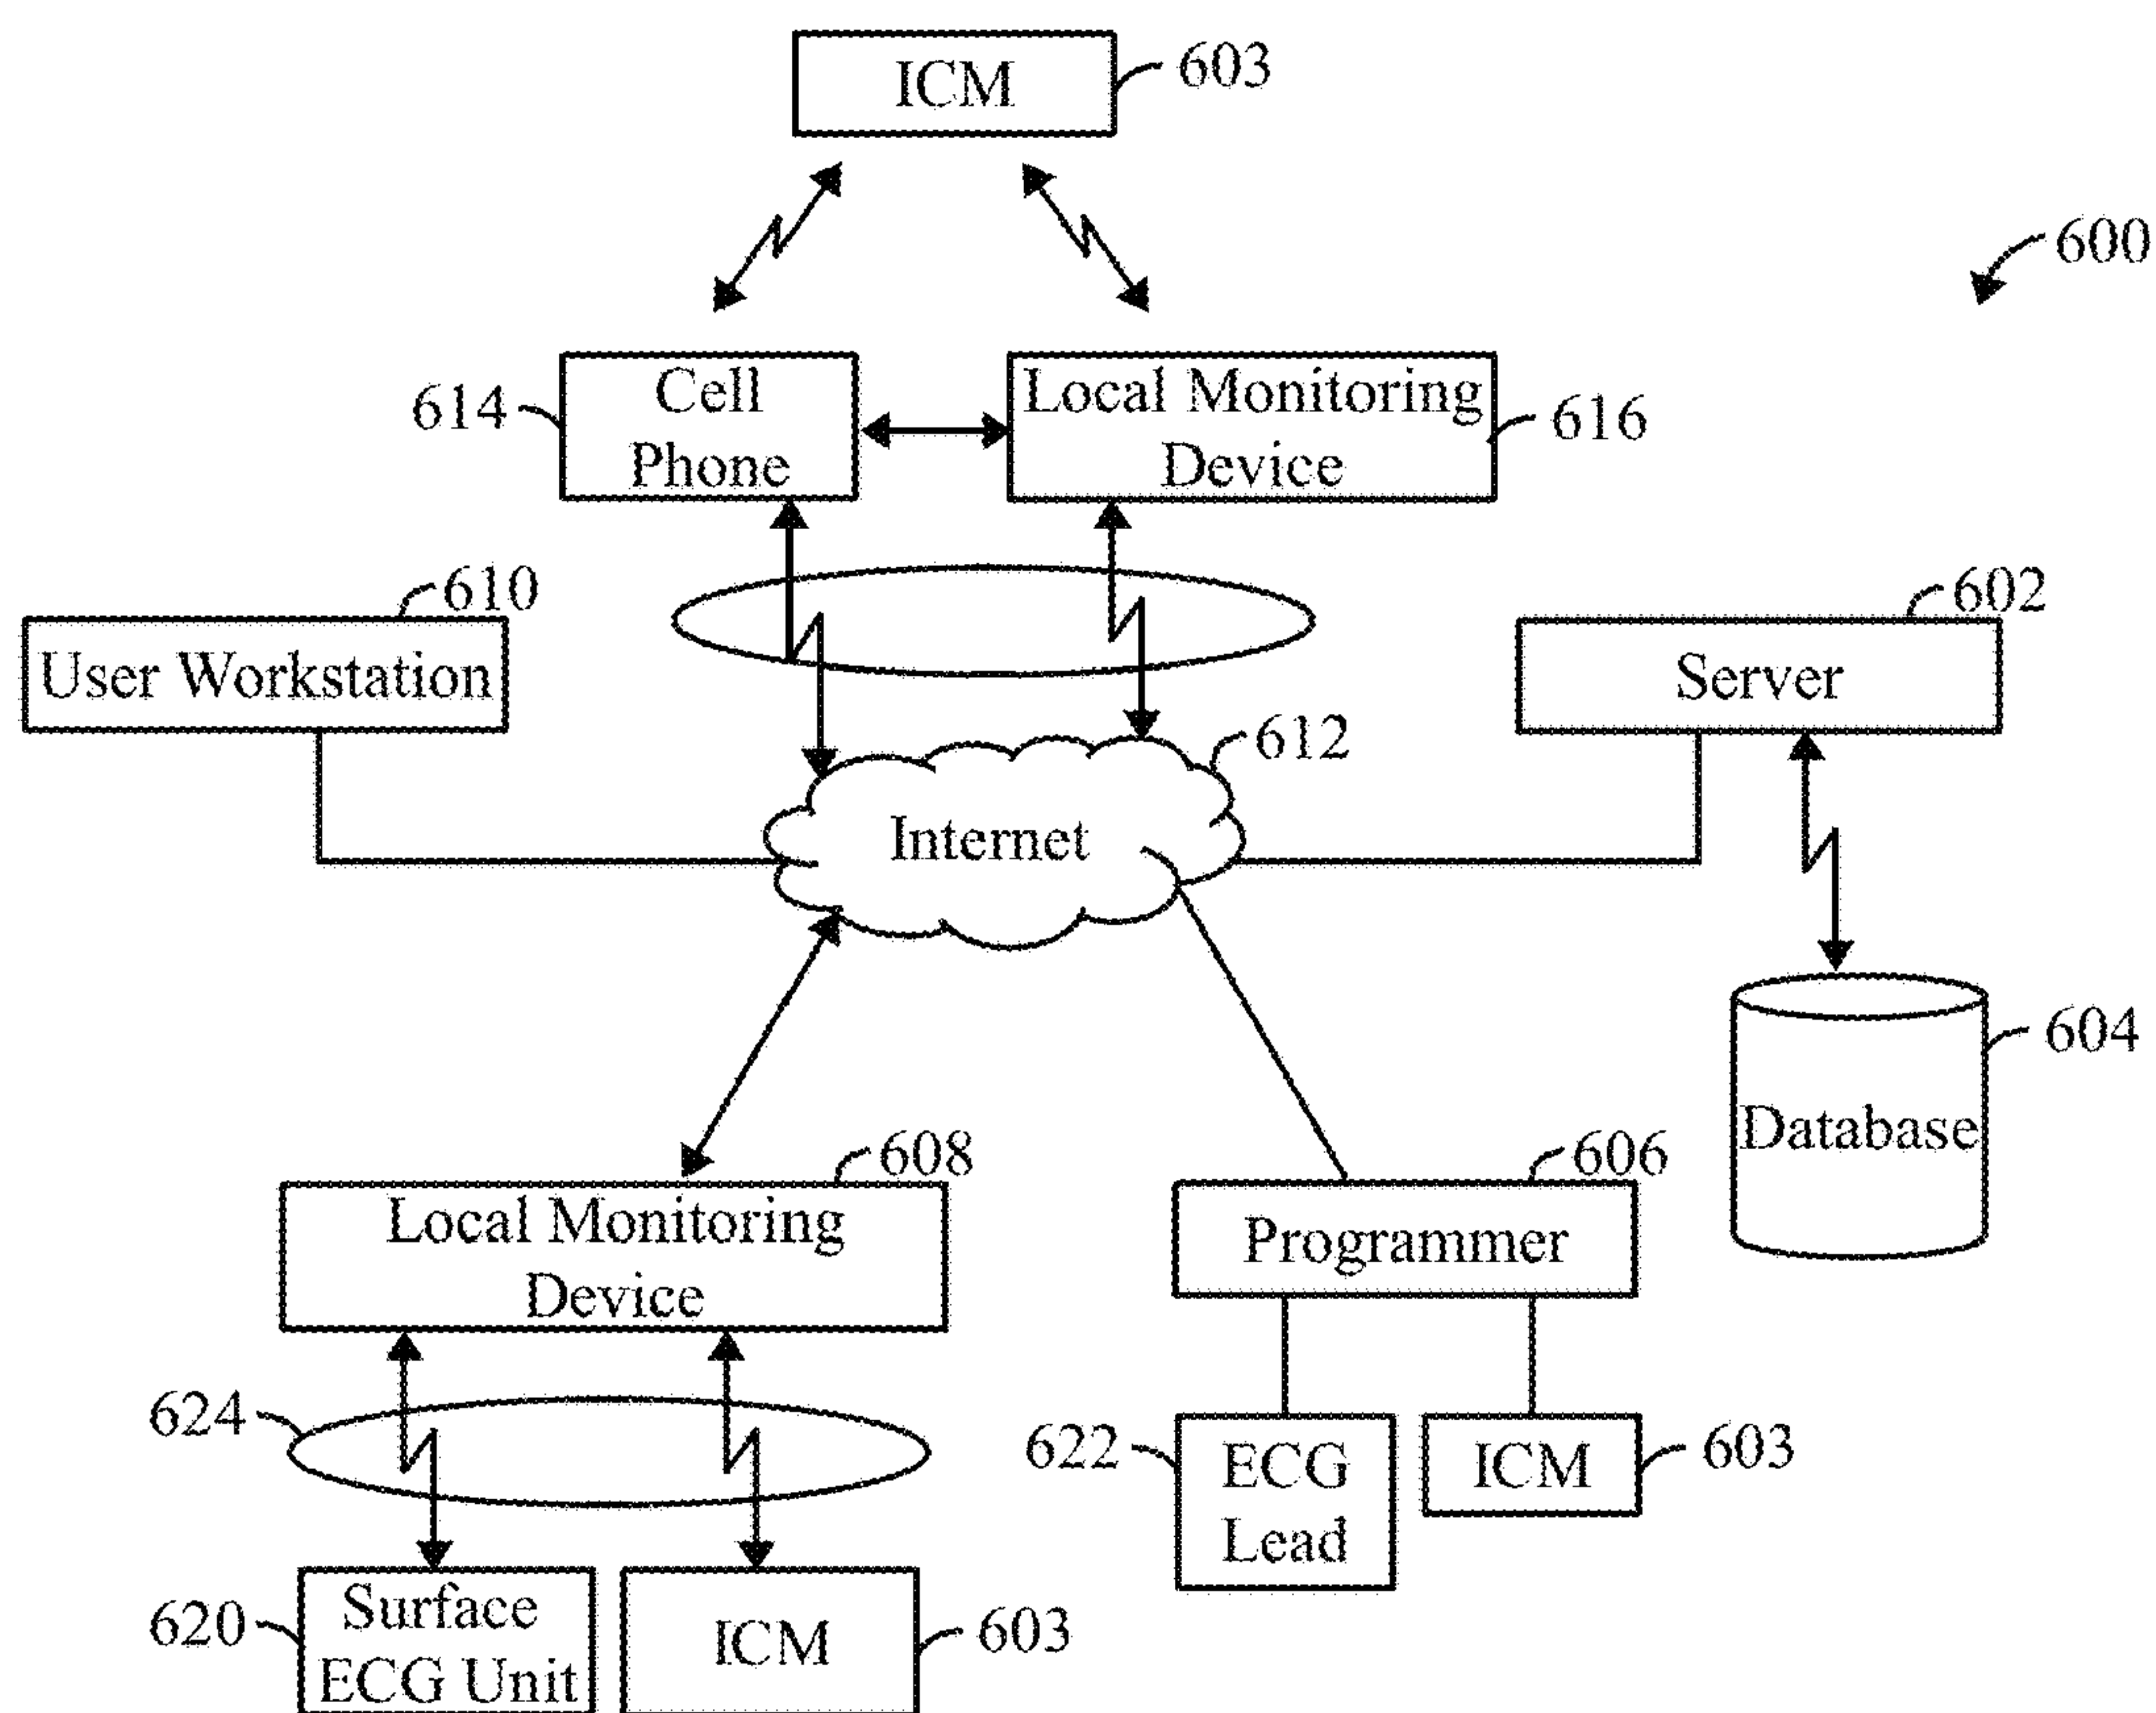 ICM
603
600
614
Cell
Phone
Local Monitoring
Device
616
610
User Workstation
602
Server
612
Internet
604
Database
608
Local Monitoring
Device
606
Programmer
624
622
ECG
Lead
ICM
603
620
Surface
ECG Unit
ICM
603